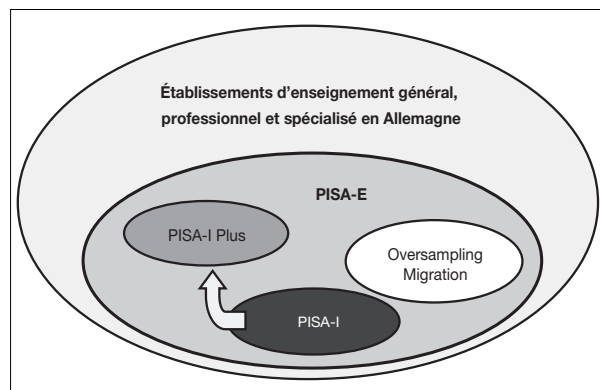 Établissements d'enseignement général,
professionnel et spécialisé en Allemagne
PISA-E
PISA-I Plus
Oversampling
Migration
PISA-I